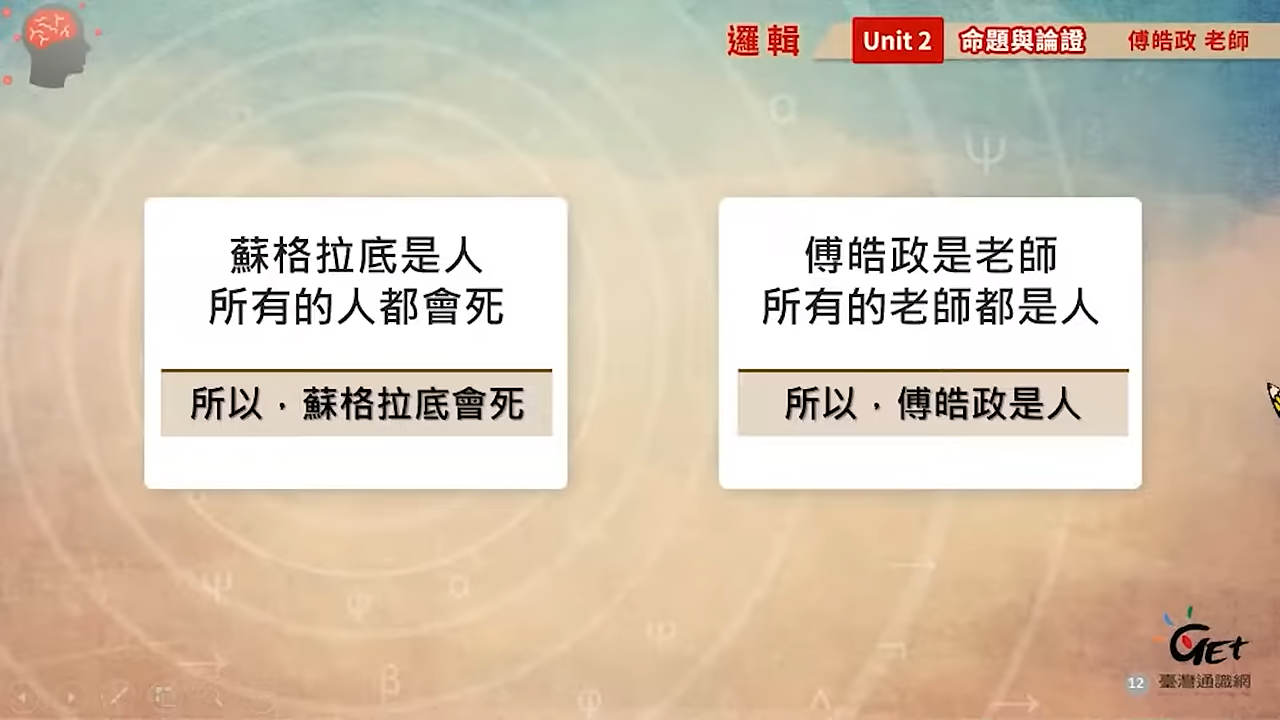 邏輯 Unit 2 命題與論證 傅皓政 老師
蘇格拉底是人
所有的人都會死
所以，蘇格拉底會死
傅皓政是老師
所有的老師都是人
所以，傅皓政是人
GEt
12 臺灣通識網